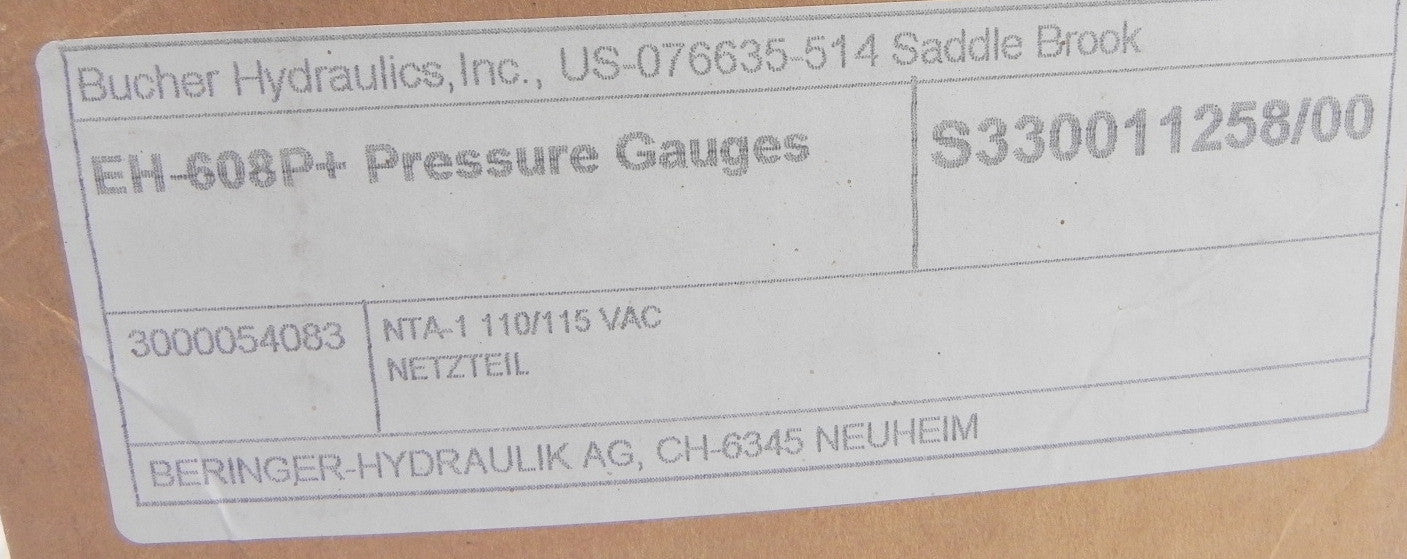 Bucher Hydraulics,Inc., US-076635-514 Saddle Brook
EH-608P+ Pressure Gauges
S330011258/00
3000054083
NTA-1 110/115 VAC
NETZTEIL
BERINGER-HYDRAULIK AG, CH-6345 NEUHEIM